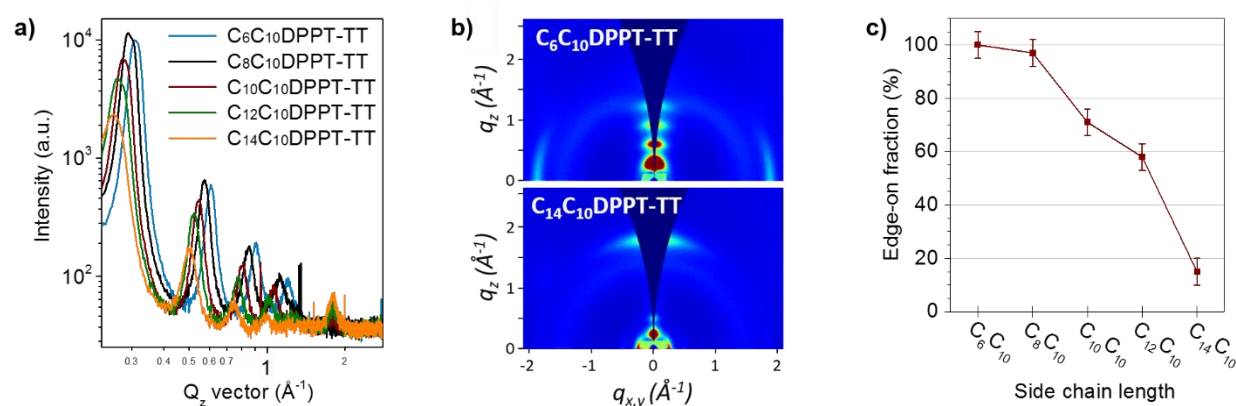 a)
Intensity (a.u.)
10⁴
10³
10²
C₆C₁₀DPPT-TT
C₈C₁₀DPPT-TT
C₁₀C₁₀DPPT-TT
C₁₂C₁₀DPPT-TT
C₁₄C₁₀DPPT-TT
0.3 0.4 0.5 0.6 0.7 1 2
Q_z vector (Å⁻¹)
b)
C₆C₁₀DPPT-TT
q_z (Å⁻¹)
2
1
0
C₁₄C₁₀DPPT-TT
q_z (Å⁻¹)
2
1
0
-2 -1 0 1 2
q_x,y (Å⁻¹)
c)
Edge-on fraction (%)
100
80
60
40
20
0
C₆C₁₀ C₈C₁₀ C₁₀C₁₀ C₁₂C₁₀ C₁₄C₁₀
Side chain length